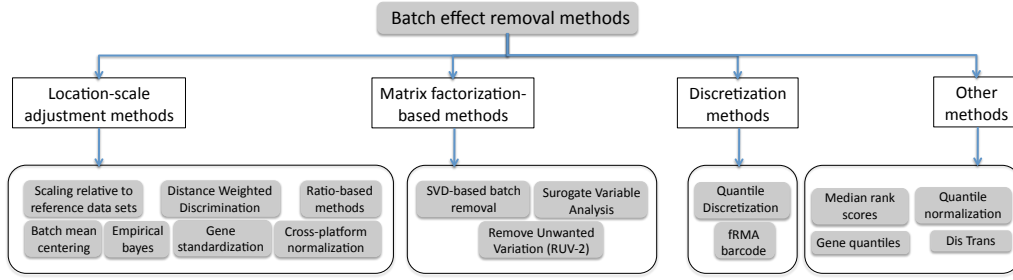 Batch effect removal methods
Location-scale
adjustment methods
Matrix factorization-
based methods
Discretization
methods
Other
methods
Scaling relative to
reference data sets
Distance Weighted
Discrimination
Ratio-based
methods
Batch mean
centering
Empirical
bayes
Gene
standardization
Cross-platform
normalization
SVD-based batch
removal
Surogate Variable
Analysis
Remove Unwanted
Variation (RUV-2)
Quantile
Discretization
fRMA
barcode
Median rank
scores
Quantile
normalization
Gene quantiles
Dis Trans